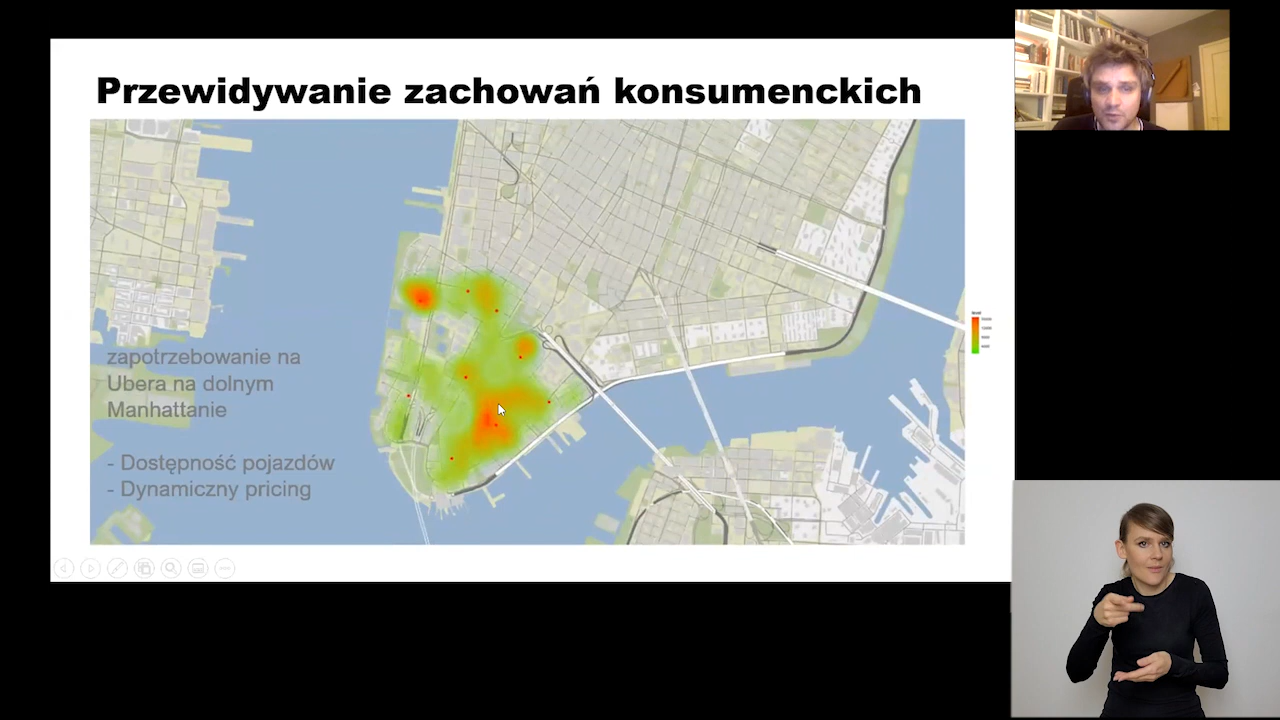 Przewidywanie zachowań konsumenckich
zapotrzebowanie na
Ubera na dolnym
Manhattanie
- Dostępność pojazdów
- Dynamiczny pricing